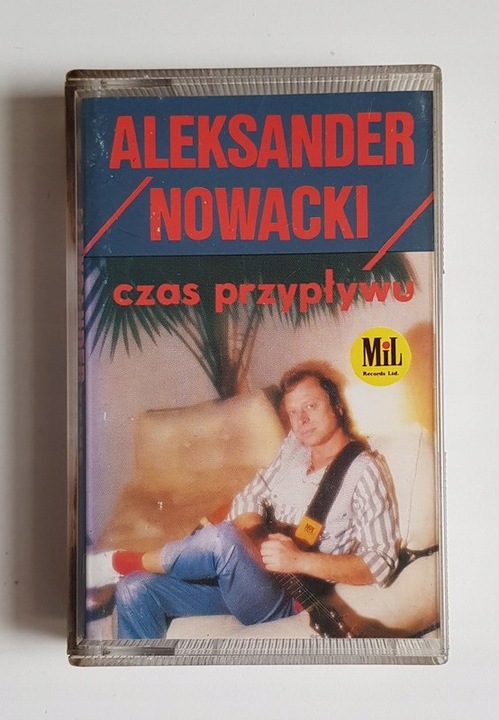 ALEKSANDER
NOWACKI
czas przypływu
MiL
Records Ltd.